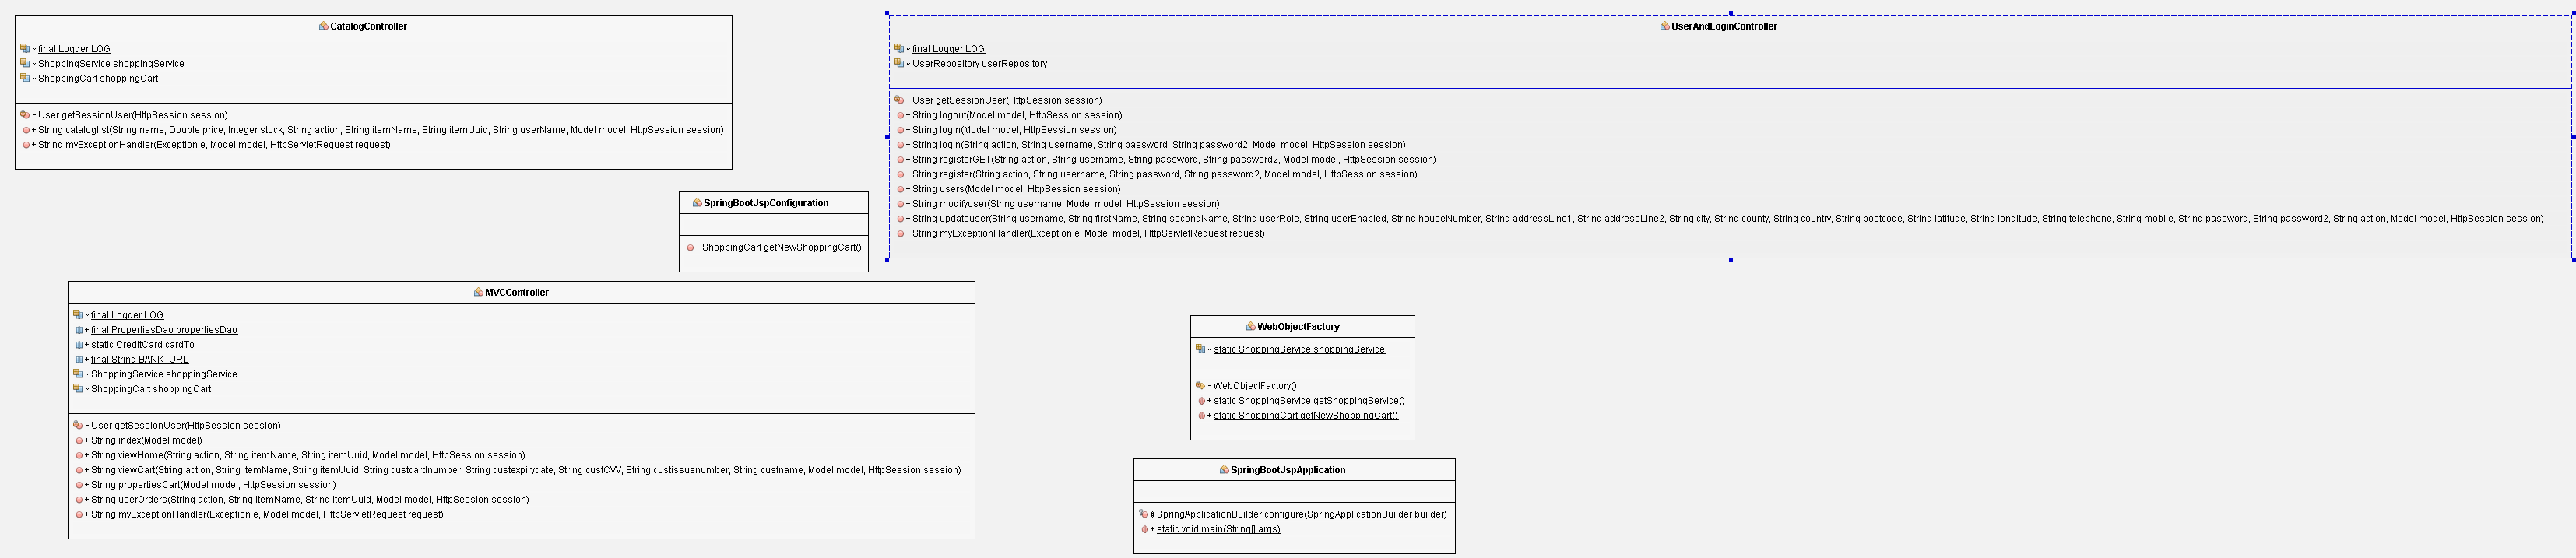 CatalogController
~ final Logger LOG
~ ShoppingService shoppingService
~ ShoppingCart shoppingCart
- User getSessionUser(HttpSession session)
+ String cataloglist(String name, Double price, Integer stock, String action, String itemName, String itemUuid, String userName, Model model, HttpSession session)
+ String myExceptionHandler(Exception e, Model model, HttpServletRequest request)
UserAndLoginController
~ final Logger LOG
~ UserRepository userRepository
- User getSessionUser(HttpSession session)
+ String logout(Model model, HttpSession session)
+ String login(Model model, HttpSession session)
+ String login(String action, String username, String password, String password2, Model model, HttpSession session)
+ String registerGET(String action, String username, String password, String password2, Model model, HttpSession session)
+ String register(String action, String username, String password, String password2, Model model, HttpSession session)
+ String users(Model model, HttpSession session)
+ String modifyuser(String username, Model model, HttpSession session)
+ String updateuser(String username, String firstName, String secondName, String userRole, String userEnabled, String houseNumber, String addressLine1, String addressLine2, String city, String county, String country, String postcode, String latitude, String longitude, String telephone, String mobile, String password, String password2, String action, Model model, HttpSession session)
+ String myExceptionHandler(Exception e, Model model, HttpServletRequest request)
SpringBootJspConfiguration
+ ShoppingCart getNewShoppingCart()
MVCController
~ final Logger LOG
+ final PropertiesDao propertiesDao
+ static CreditCard cardTo
+ final String BANK_URL
~ ShoppingService shoppingService
~ ShoppingCart shoppingCart
- User getSessionUser(HttpSession session)
+ String index(Model model)
+ String viewHome(String action, String itemName, String itemUuid, Model model, HttpSession session)
+ String viewCart(String action, String itemName, String itemUuid, String custcardnumber, String custexpirydate, String custCVV, String custissuenumber, String custname, Model model, HttpSession session)
+ String propertiesCart(Model model, HttpSession session)
+ String userOrders(String action, String itemName, String itemUuid, Model model, HttpSession session)
+ String myExceptionHandler(Exception e, Model model, HttpServletRequest request)
WebObjectFactory
~ static ShoppingService shoppingService
- WebObjectFactory()
+ static ShoppingService getShoppingService()
+ static ShoppingCart getNewShoppingCart()
SpringBootJspApplication
# SpringApplicationBuilder configure(SpringApplicationBuilder builder)
+ static void main(String[] args)